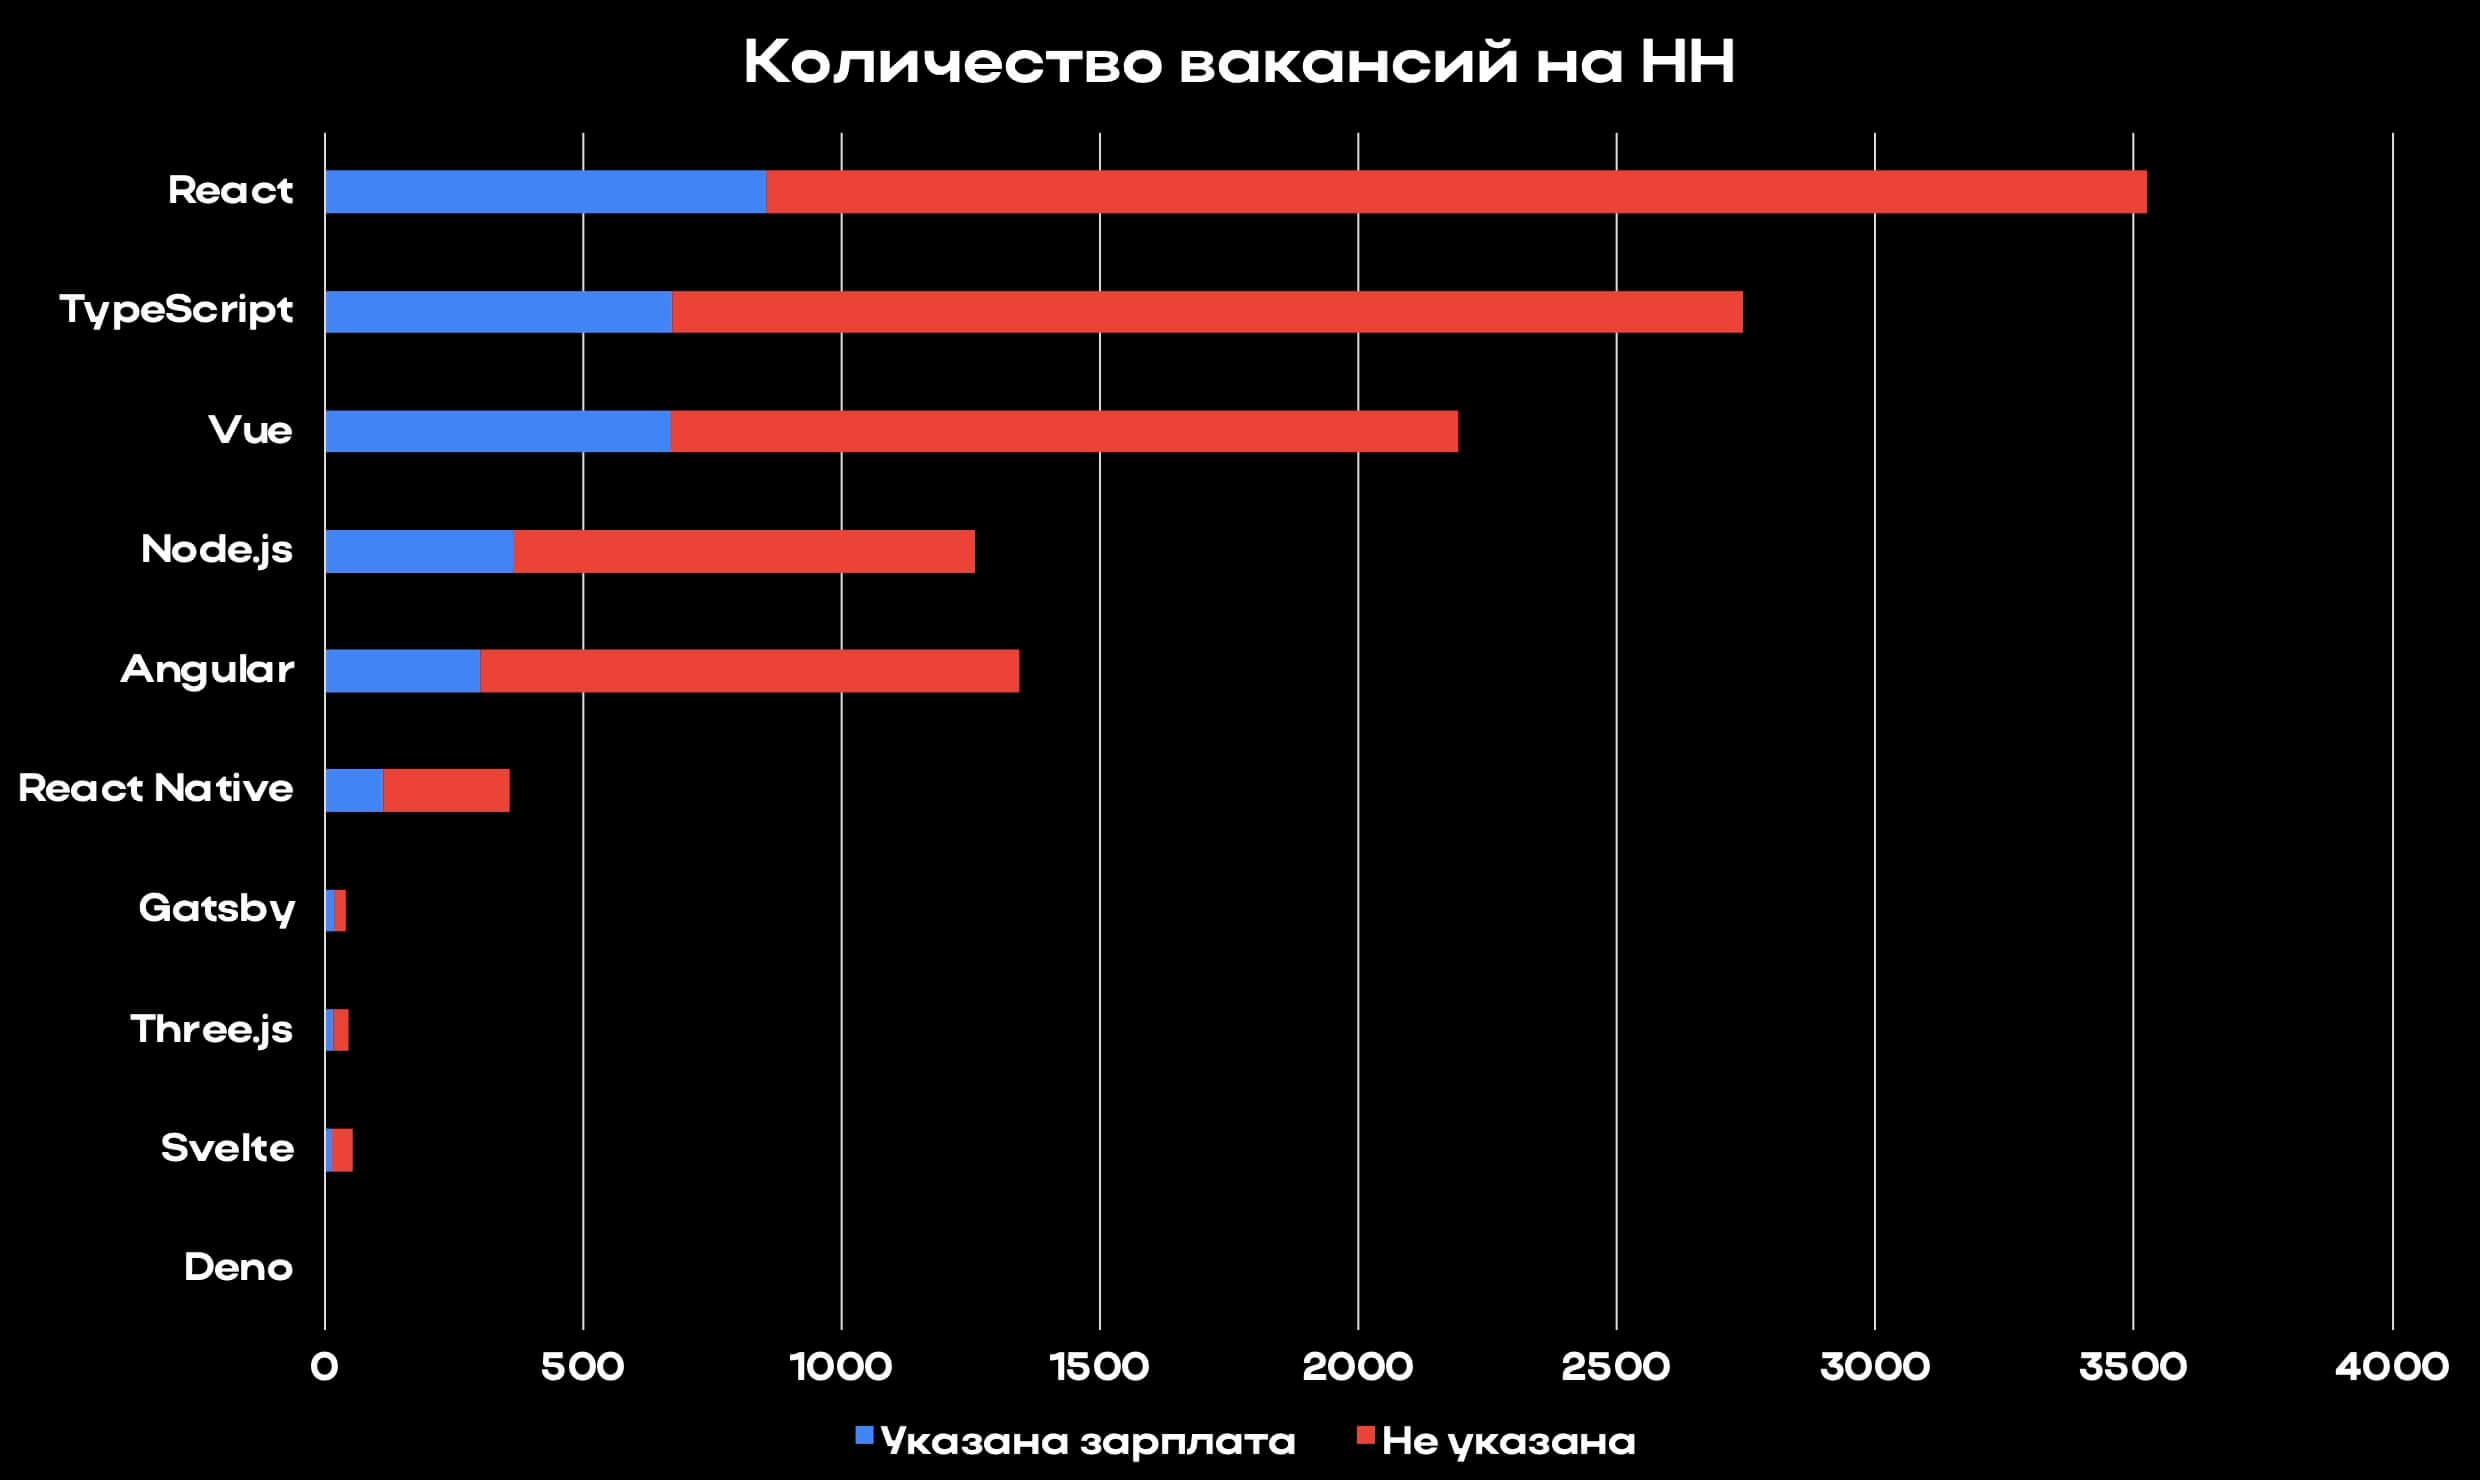 Количество вакансий на HH
React
TypeScript
Vue
Node.js
Angular
React Native
Gatsby
Three.js
Svelte
Deno
0 500 1000 1500 2000 2500 3000 3500 4000
Указана зарплата Не указана